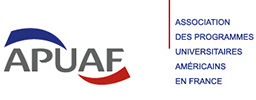 APUAF
ASSOCIATION
DES PROGRAMMES
UNIVERSITAIRES
AMÉRICAINS
EN FRANCE